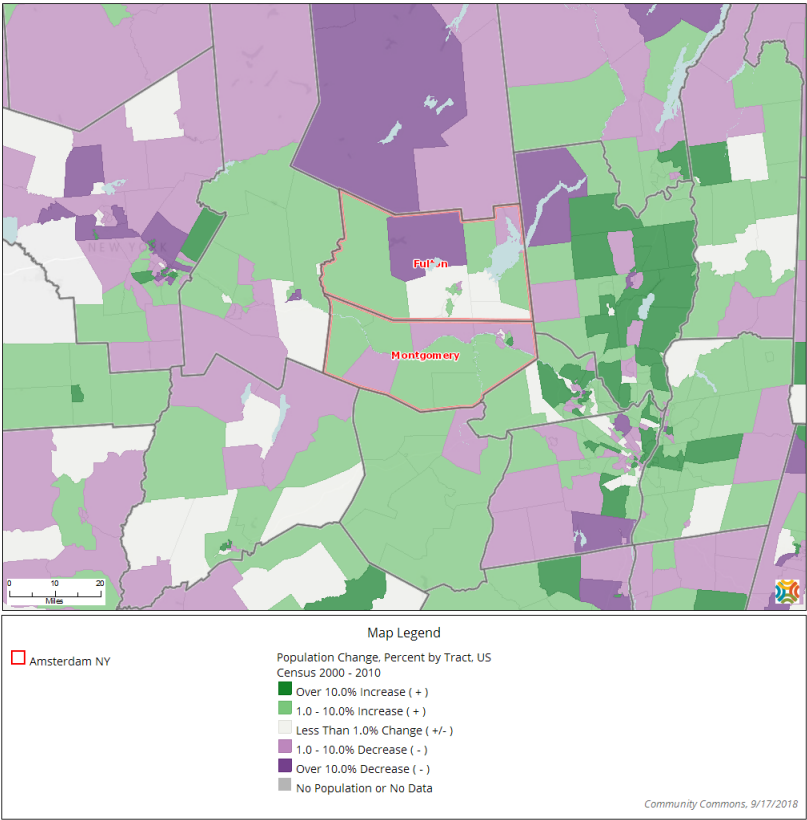 NEW YORK
Fulton
Montgomery
0 10 20
Miles
Map Legend
Amsterdam NY
Population Change, Percent by Tract, US
Census 2000 - 2010
Over 10.0% Increase ( + )
1.0 - 10.0% Increase ( + )
Less Than 1.0% Change ( +/- )
1.0 - 10.0% Decrease ( - )
Over 10.0% Decrease ( - )
No Population or No Data
Community Commons, 9/17/2018